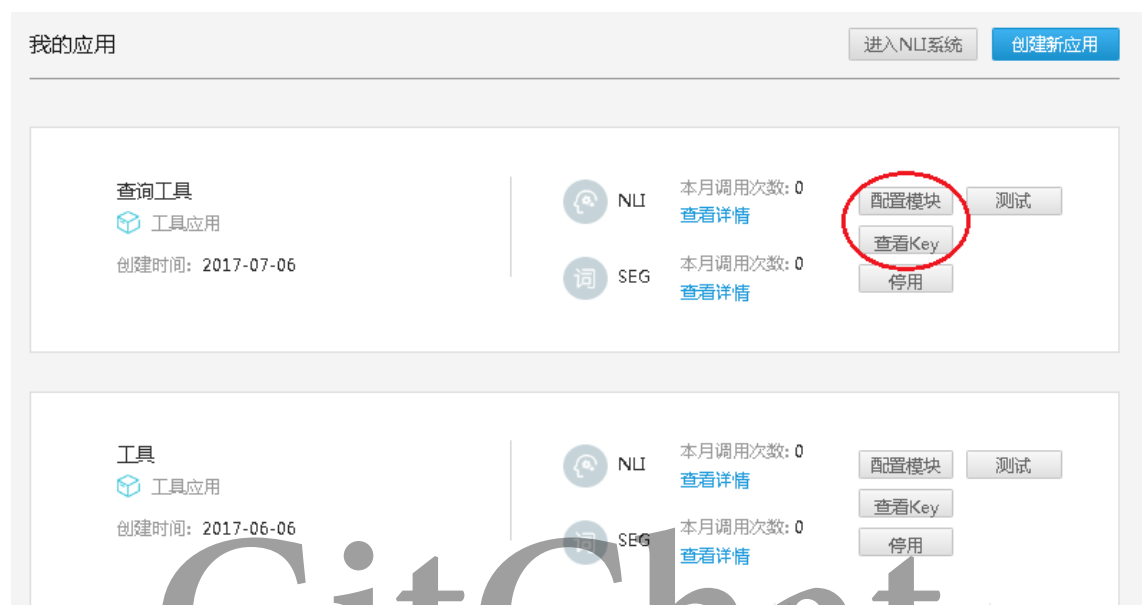 我的应用
进入NLI系统
创建新应用
查询工具
工具应用
创建时间: 2017-07-06
NLI
本月调用次数: 0
查看详情
词
SEG
本月调用次数: 0
查看详情
配置模块
测试
查看Key
停用
工具
工具应用
创建时间: 2017-06-06
NLI
本月调用次数: 0
查看详情
词
SEG
本月调用次数: 0
查看详情
配置模块
测试
查看Key
停用
GitChat